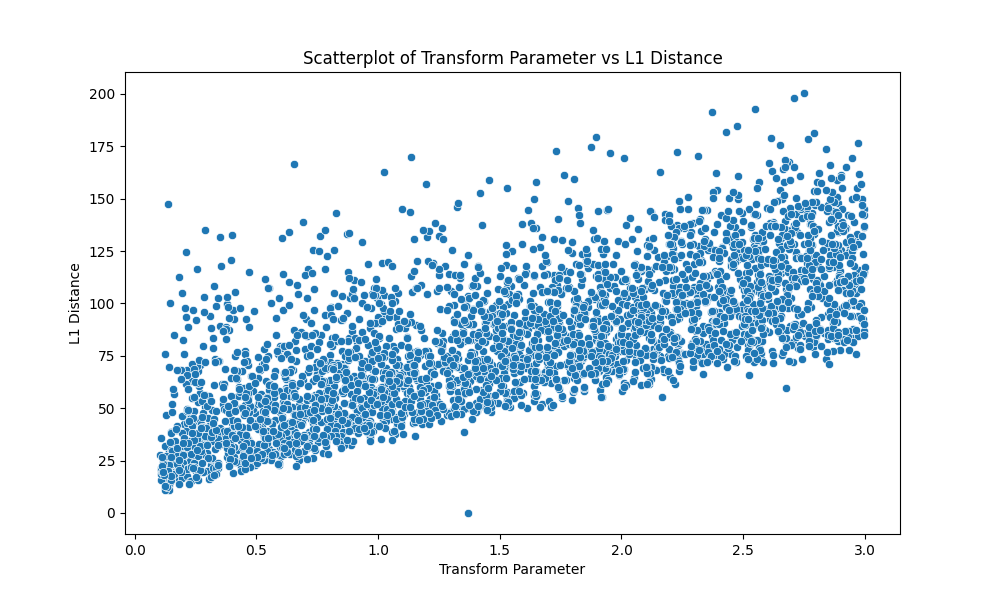 Scatterplot of Transform Parameter vs L1 Distance
200
175
150
125
100
75
50
25
0
L1 Distance
0.0 0.5 1.0 1.5 2.0 2.5 3.0
Transform Parameter